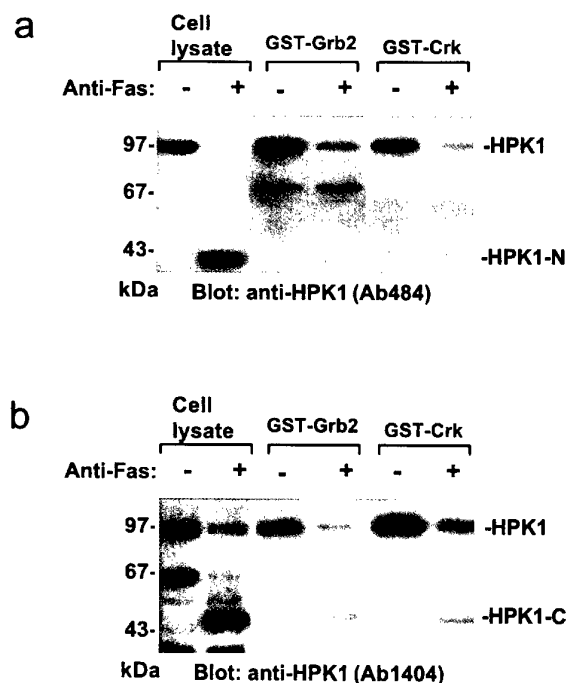 a
Cell
lysate
GST-Grb2
GST-Crk
Anti-Fas: - + - + - +
97- -HPK1
67-
43- -HPK1-N
kDa Blot: anti-HPK1 (Ab484)
b
Cell
lysate
GST-Grb2
GST-Crk
Anti-Fas: - + - + - +
97- -HPK1
67-
43- -HPK1-C
kDa Blot: anti-HPK1 (Ab1404)